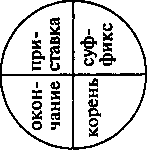 окон-
чание
при-
ставка
корень
суф-
фикс